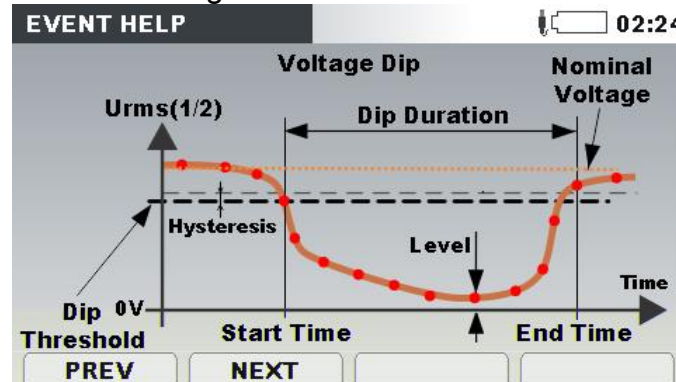 EVENT HELP
02:24
Voltage Dip
Nominal
Voltage
Urms(1/2)
Dip Duration
Hysteresis
Level
Time
Dip
Threshold
0V
Start Time
End Time
PREV
NEXT